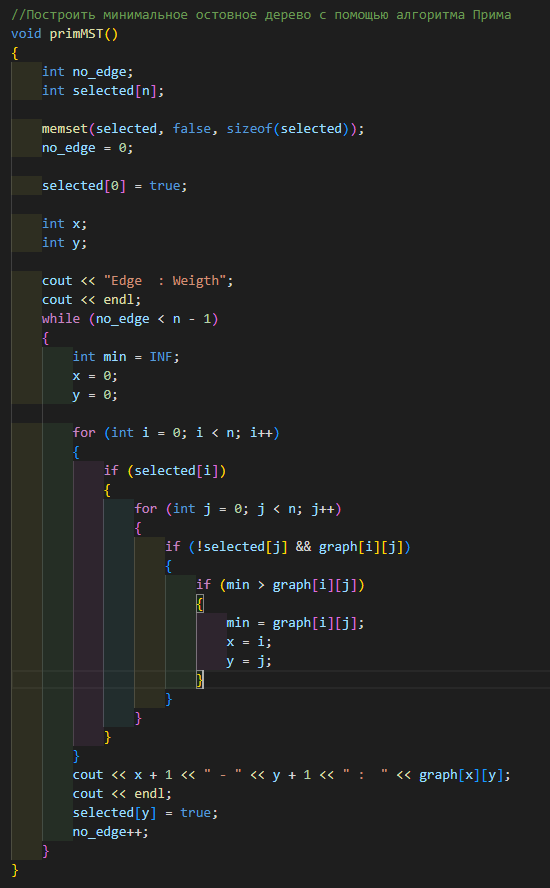 //Построить минимальное остовное дерево с помощью алгоритма Прима
void primMST()
{
    int no_edge;
    int selected[n];

    memset(selected, false, sizeof(selected));
    no_edge = 0;

    selected[0] = true;

    int x;
    int y;

    cout << "Edge  : Weigth";
    cout << endl;
    while (no_edge < n - 1)
    {
        int min = INF;
        x = 0;
        y = 0;

        for (int i = 0; i < n; i++)
        {
            if (selected[i])
            {
                for (int j = 0; j < n; j++)
                {
                    if (!selected[j] && graph[i][j])
                    {
                        if (min > graph[i][j])
                        {
                            min = graph[i][j];
                            x = i;
                            y = j;
                        }
                    }
                }
            }
        }
        cout << x + 1 << " - " << y + 1 << " :  " << graph[x][y];
        cout << endl;
        selected[y] = true;
        no_edge++;
    }
}